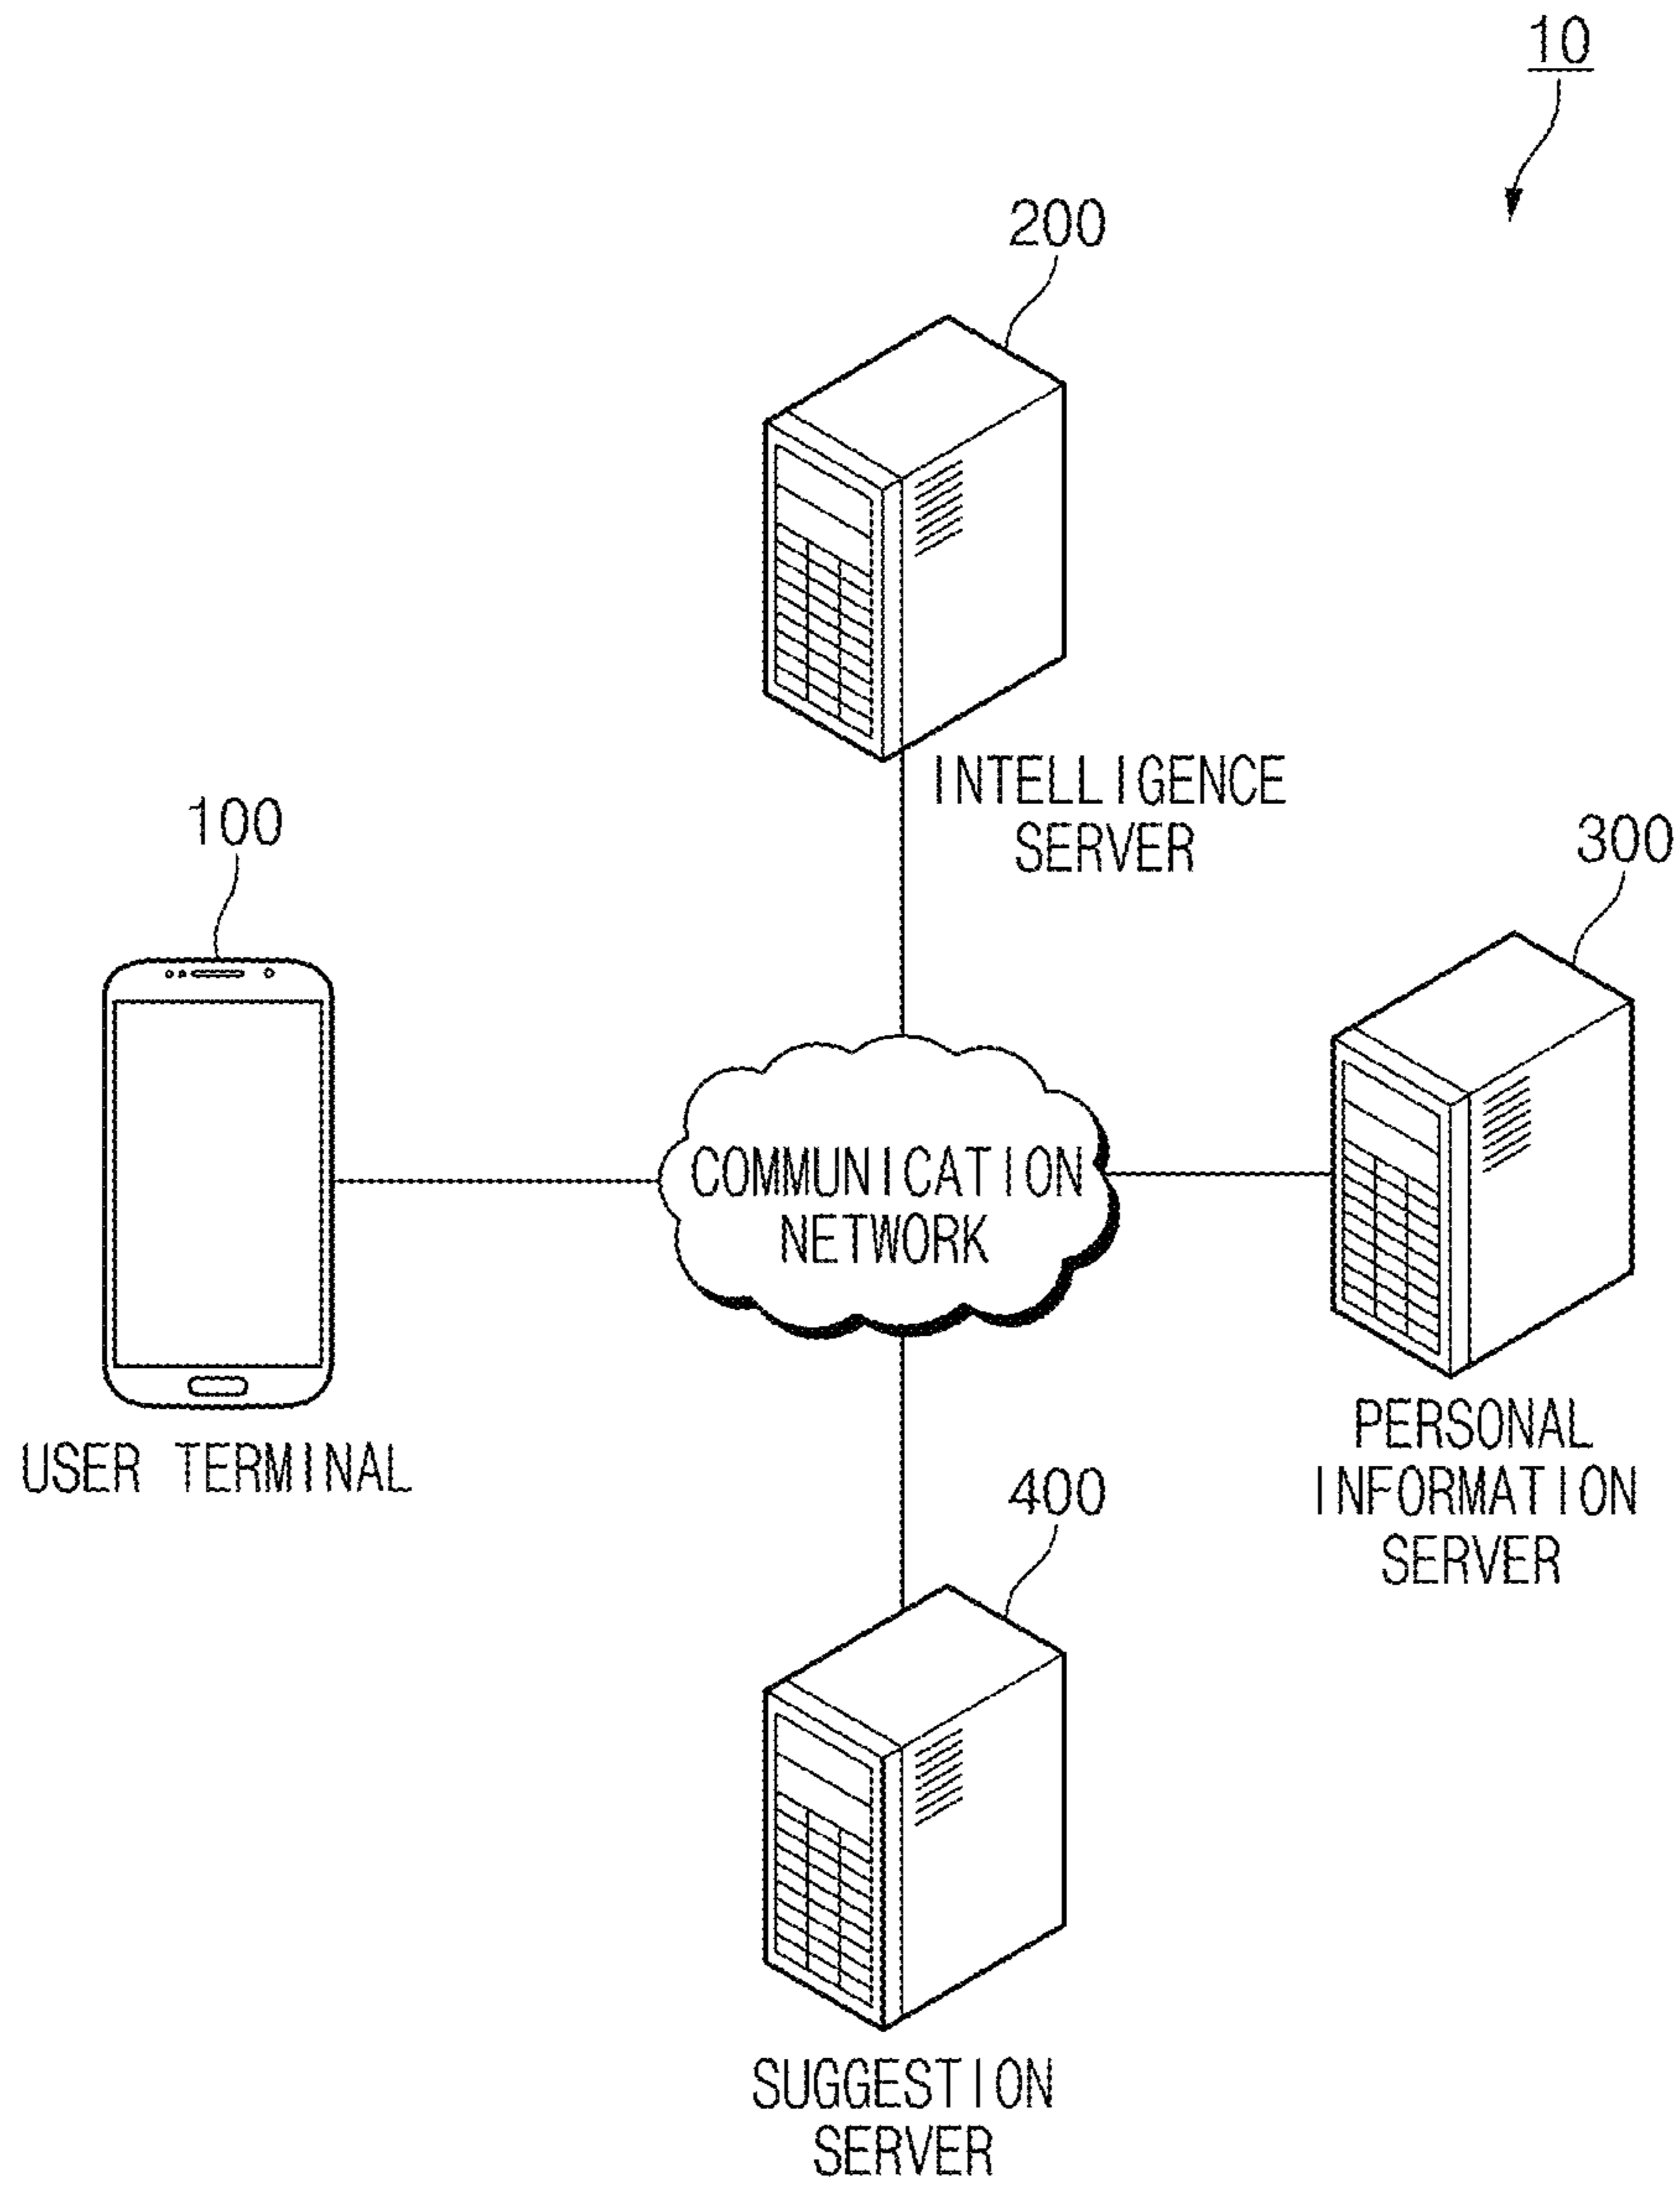 10
200
INTELLIGENCE
SERVER
100
300
COMMUNICATION
NETWORK
USER TERMINAL
PERSONAL
INFORMATION
SERVER
400
SUGGESTION
SERVER